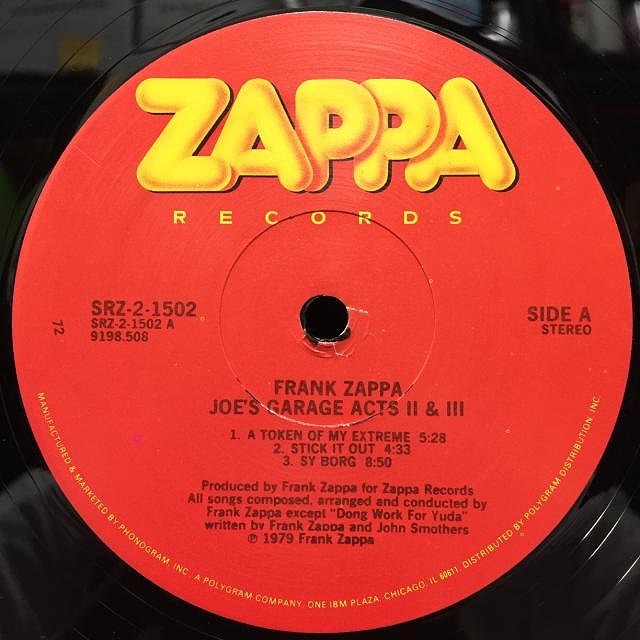 ZAPPA
RECORDS
SRZ-2-1502
SRZ-2-1502 A
9198.508
72
SIDE A
STEREO
FRANK ZAPPA
JOE'S GARAGE ACTS II & III
1. A TOKEN OF MY EXTREME 5:28
2. STICK IT OUT 4:33
3. SY BORG 8:50
Produced by Frank Zappa for Zappa Records
All songs composed, arranged and conducted by
Frank Zappa except "Dong Work For Yuda"
written by Frank Zappa and John Smothers
℗ 1979 Frank Zappa
MANUFACTURED & MARKETED BY PHONOGRAM, INC. A POLYGRAM COMPANY, ONE IBM PLAZA, CHICAGO, IL 60611, DISTRIBUTED BY POLYGRAM DISTRIBUTION, INC.